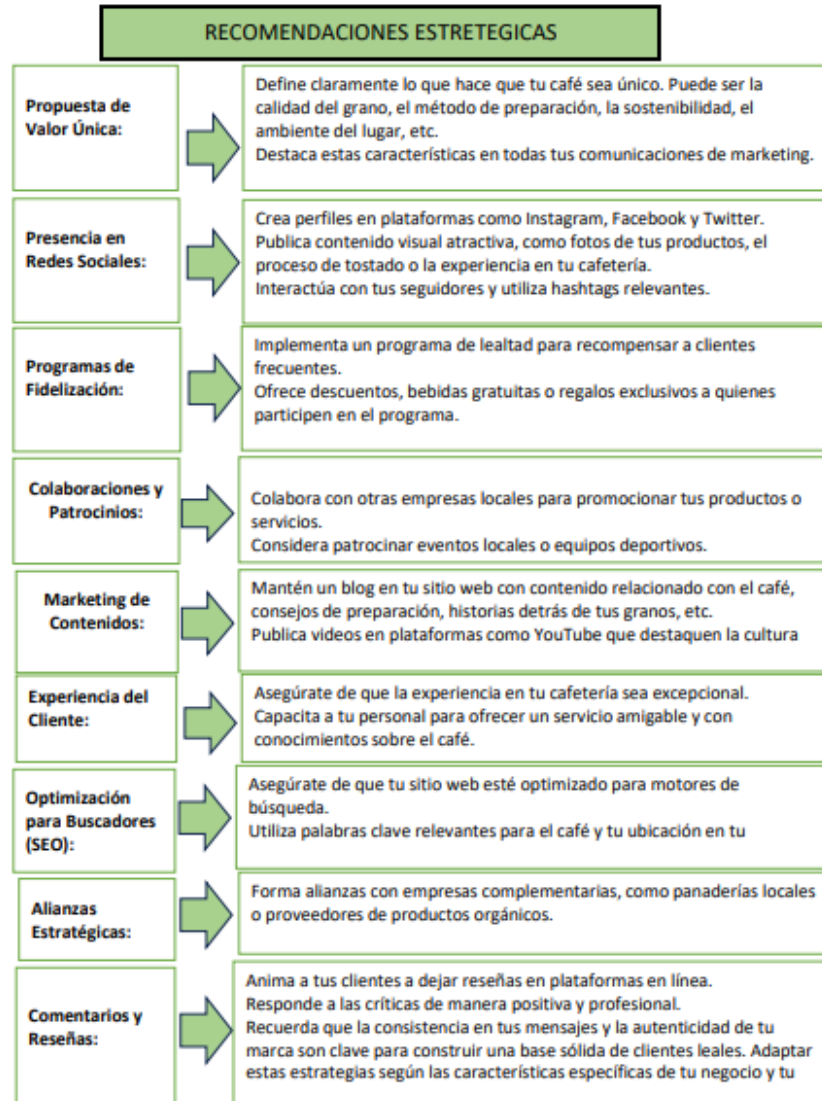 RECOMENDACIONES ESTRETEGICAS
Propuesta de
Valor Única:
Define claramente lo que hace que tu café sea único. Puede ser la
calidad del grano, el método de preparación, la sostenibilidad, el
ambiente del lugar, etc.
Destaca estas características en todas tus comunicaciones de marketing.
Presencia en
Redes Sociales:
Crea perfiles en plataformas como Instagram, Facebook y Twitter.
Publica contenido visual atractiva, como fotos de tus productos, el
proceso de tostado o la experiencia en tu cafetería.
Interactúa con tus seguidores y utiliza hashtags relevantes.
Programas de
Fidelización:
Implementa un programa de lealtad para recompensar a clientes
frecuentes.
Ofrece descuentos, bebidas gratuitas o regalos exclusivos a quienes
participen en el programa.
Colaboraciones y
Patrocinios:
Colabora con otras empresas locales para promocionar tus productos o
servicios.
Considera patrocinar eventos locales o equipos deportivos.
Marketing de
Contenidos:
Mantén un blog en tu sitio web con contenido relacionado con el café,
consejos de preparación, historias detrás de tus granos, etc.
Publica videos en plataformas como YouTube que destaquen la cultura
Experiencia del
Cliente:
Asegúrate de que la experiencia en tu cafetería sea excepcional.
Capacita a tu personal para ofrecer un servicio amigable y con
conocimientos sobre el café.
Optimización
para Buscadores
(SEO):
Asegúrate de que tu sitio web esté optimizado para motores de
búsqueda.
Utiliza palabras clave relevantes para el café y tu ubicación en tu
Alianzas
Estratégicas:
Forma alianzas con empresas complementarias, como panaderías locales
o proveedores de productos orgánicos.
Comentarios y
Reseñas:
Anima a tus clientes a dejar reseñas en plataformas en línea.
Responde a las críticas de manera positiva y profesional.
Recuerda que la consistencia en tus mensajes y la autenticidad de tu
marca son clave para construir una base sólida de clientes leales. Adaptar
estas estrategias según las características específicas de tu negocio y tu